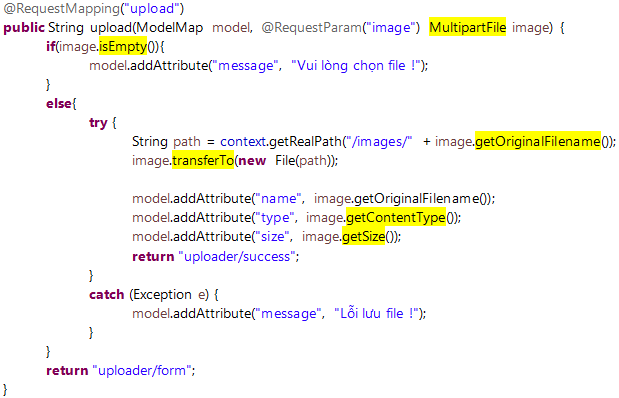 @RequestMapping("upload")
public String upload(ModelMap model, @RequestParam("image") MultipartFile image) {
if(image.isEmpty()){
model.addAttribute("message", "Vui lòng chọn file !");
}
else{
try {
String path = context.getRealPath("/images/" + image.getOriginalFilename());
image.transferTo(new File(path));
model.addAttribute("name", image.getOriginalFilename());
model.addAttribute("type", image.getContentType());
model.addAttribute("size", image.getSize());
return "uploader/success";
}
catch (Exception e) {
model.addAttribute("message", "Lỗi lưu file !");
}
}
return "uploader/form";
}